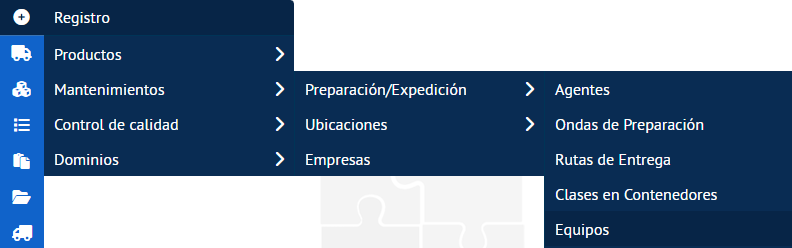 Registro
Productos
Mantenimientos
Control de calidad
Dominios
Preparación/Expedición
Ubicaciones
Empresas
Agentes
Ondas de Preparación
Rutas de Entrega
Clases en Contenedores
Equipos